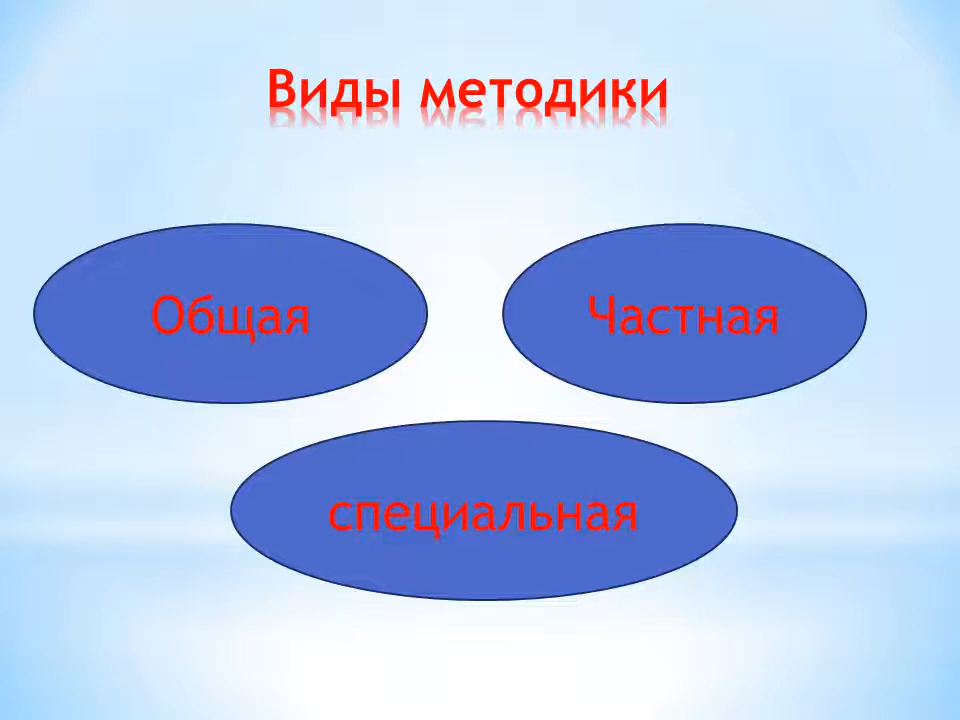 Виды методики
Общая
Частная
специальная